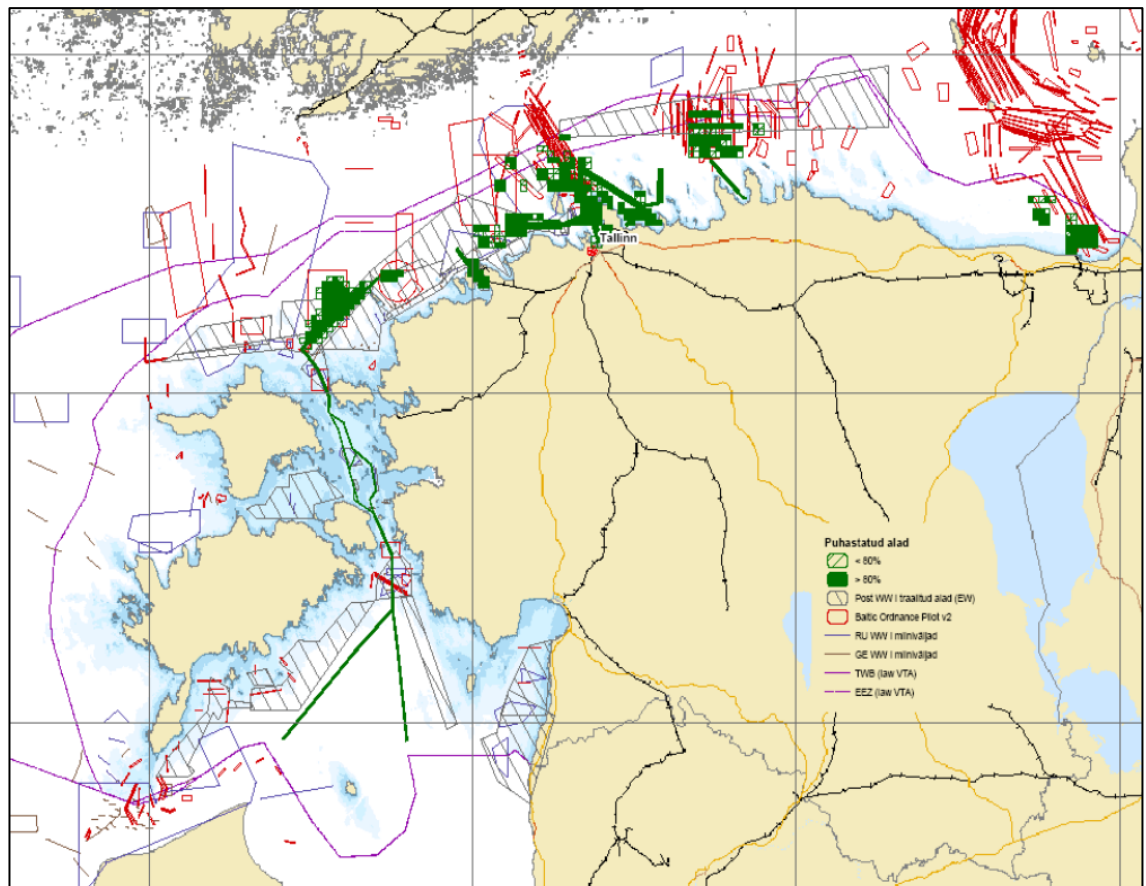 Tallinn
Puhastatud alad
< 80%
> 80%
Post WW I traalitud alad (EW)
Baltic Ordnance Pilot v2
RU WW I miiniväljad
GE WW I miiniväljad
TWB (law VTA)
EEZ (law VTA)